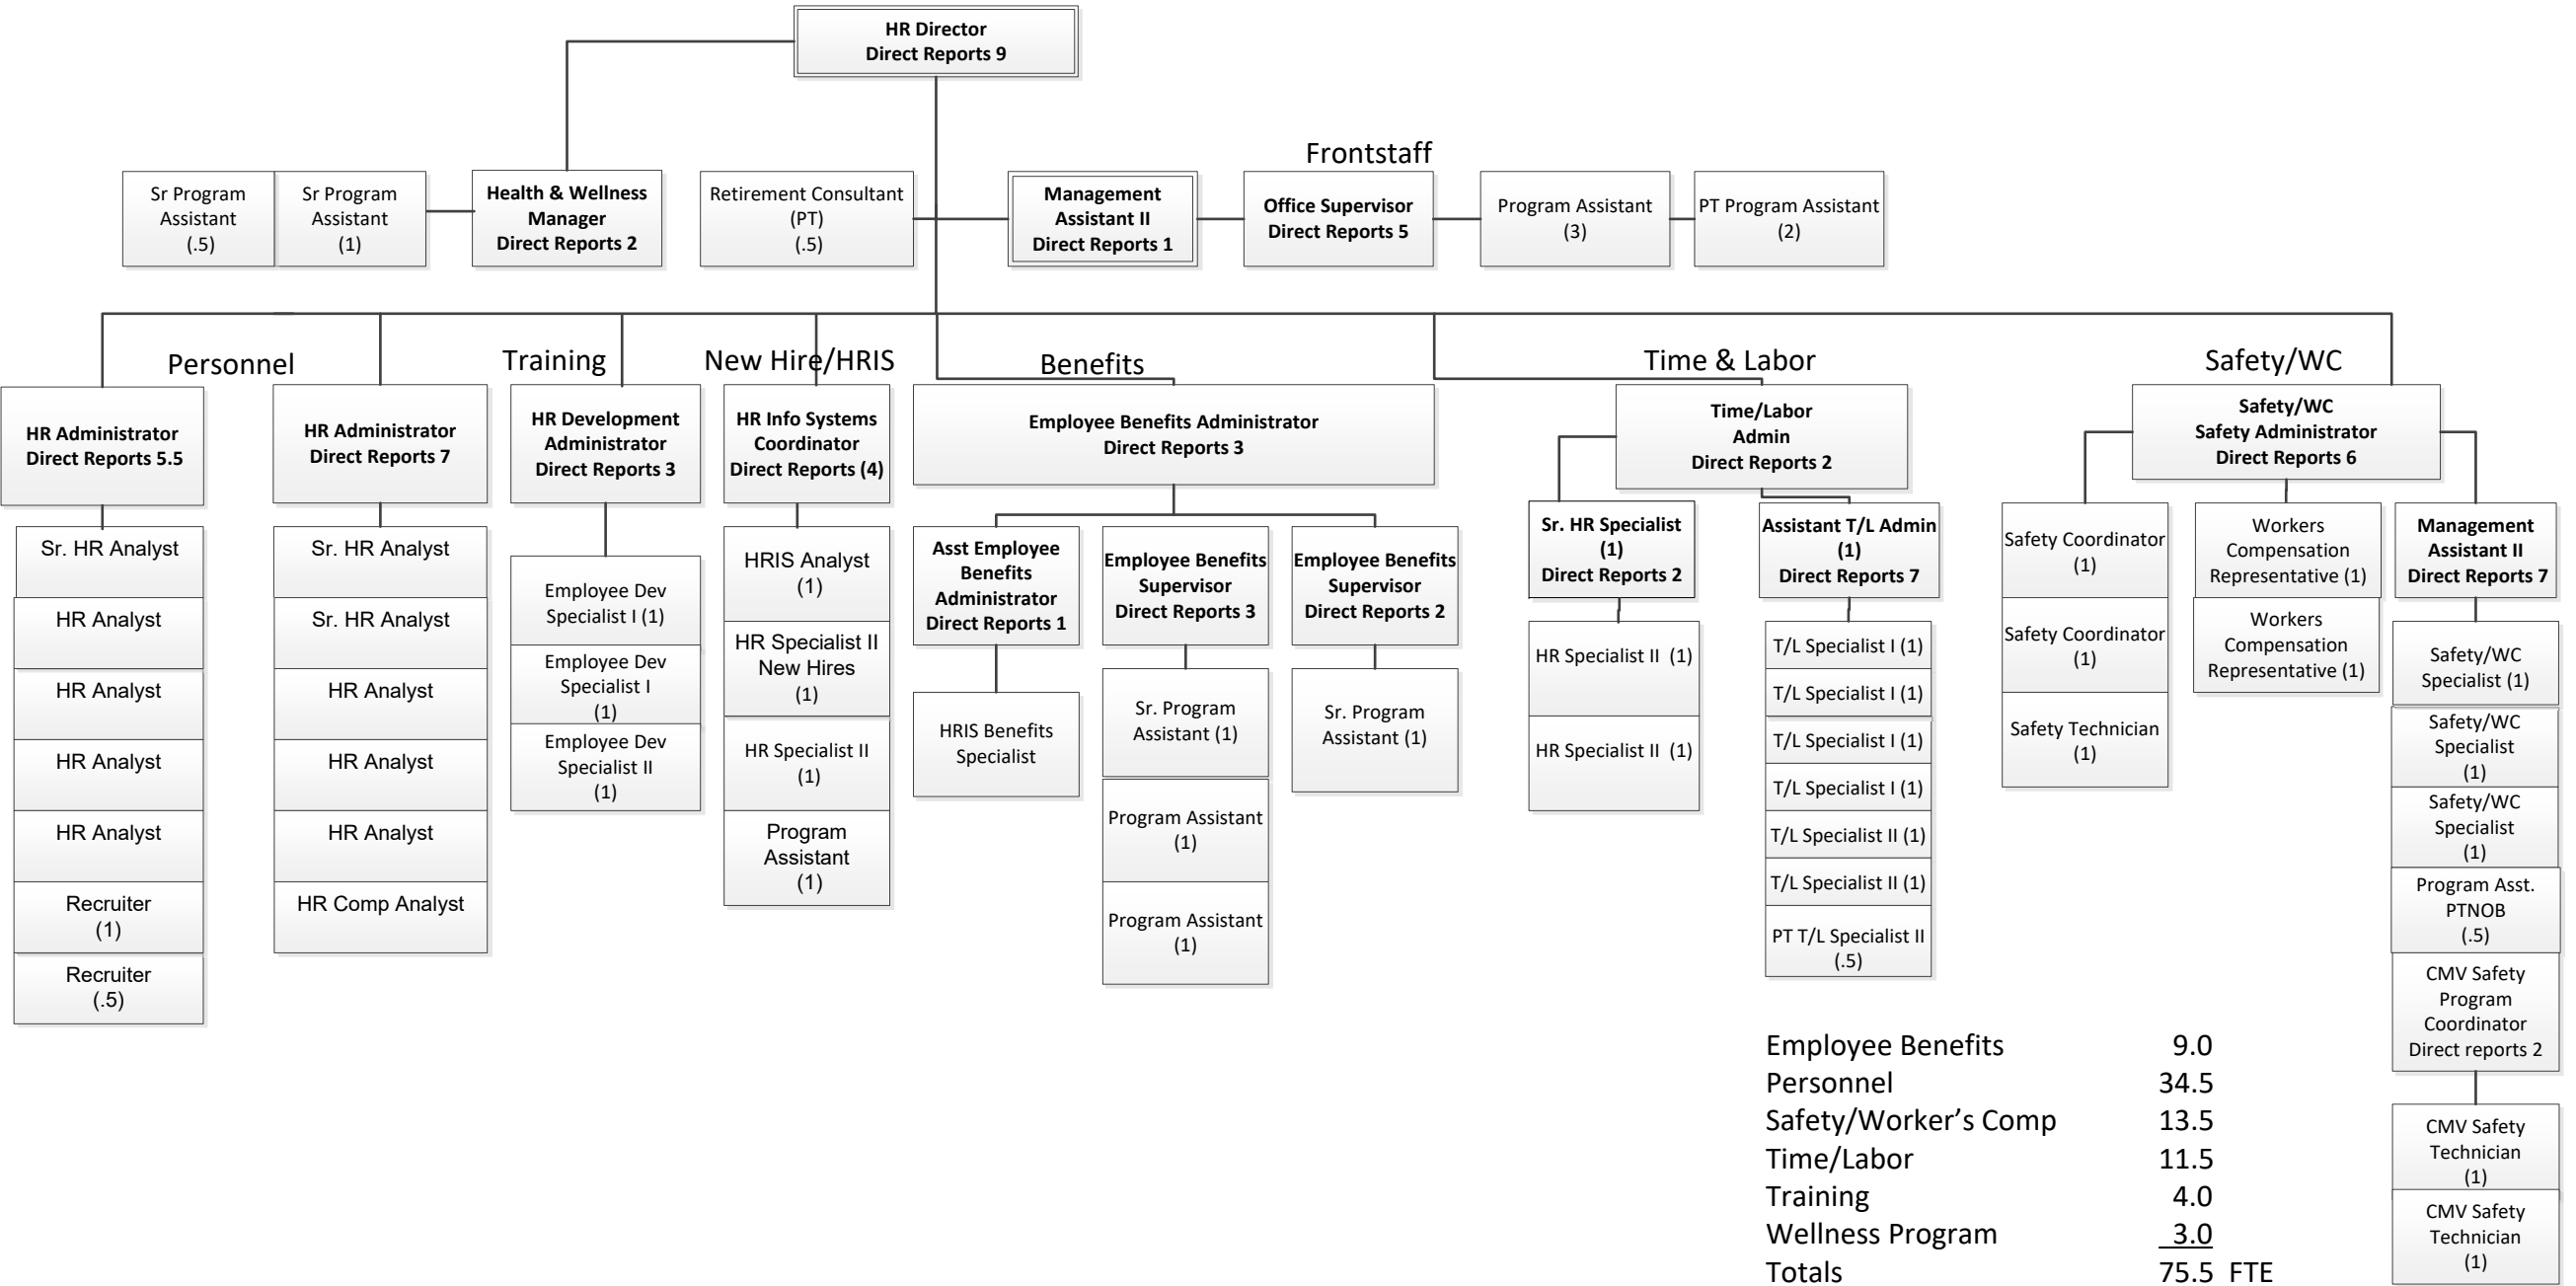 HR Director
Direct Reports 9
Frontstaff
Sr Program
Assistant
(.5)
Sr Program
Assistant
(1)
Health & Wellness
Manager
Direct Reports 2
Retirement Consultant
(PT)
(.5)
Management
Assistant II
Direct Reports 1
Office Supervisor
Direct Reports 5
Program Assistant
(3)
PT Program Assistant
(2)
Personnel
Training
New Hire/HRIS
Benefits
Time & Labor
Safety/WC
HR Administrator
Direct Reports 5.5
Sr. HR Analyst
HR Analyst
HR Analyst
HR Analyst
HR Analyst
Recruiter
(1)
Recruiter
(.5)
HR Administrator
Direct Reports 7
Sr. HR Analyst
Sr. HR Analyst
HR Analyst
HR Analyst
HR Analyst
HR Comp Analyst
HR Development
Administrator
Direct Reports 3
Employee Dev
Specialist I (1)
Employee Dev
Specialist I
(1)
Employee Dev
Specialist II
(1)
HR Info Systems
Coordinator
Direct Reports (4)
HRIS Analyst
(1)
HR Specialist II
New Hires
(1)
HR Specialist II
(1)
Program
Assistant
(1)
Employee Benefits Administrator
Direct Reports 3
Asst Employee
Benefits
Administrator
Direct Reports 1
HRIS Benefits
Specialist
Employee Benefits
Supervisor
Direct Reports 3
Sr. Program
Assistant (1)
Program Assistant
(1)
Program Assistant
(1)
Employee Benefits
Supervisor
Direct Reports 2
Sr. Program
Assistant (1)
Time/Labor
Admin
Direct Reports 2
Sr. HR Specialist
(1)
Direct Reports 2
HR Specialist II (1)
HR Specialist II (1)
Assistant T/L Admin
(1)
Direct Reports 7
T/L Specialist I (1)
T/L Specialist I (1)
T/L Specialist I (1)
T/L Specialist I (1)
T/L Specialist II (1)
T/L Specialist II (1)
PT T/L Specialist II
(.5)
Safety/WC
Safety Administrator
Direct Reports 6
Safety Coordinator
(1)
Safety Coordinator
(1)
Safety Technician
(1)
Workers
Compensation
Representative (1)
Workers
Compensation
Representative (1)
Management
Assistant II
Direct Reports 7
Safety/WC
Specialist (1)
Safety/WC
Specialist
(1)
Safety/WC
Specialist
(1)
Program Asst.
PTNOB
(.5)
CMV Safety
Program
Coordinator
Direct reports 2
CMV Safety
Technician
(1)
CMV Safety
Technician
(1)
Employee Benefits 9.0
Personnel 34.5
Safety/Worker's Comp 13.5
Time/Labor 11.5
Training 4.0
Wellness Program 3.0
Totals 75.5 FTE